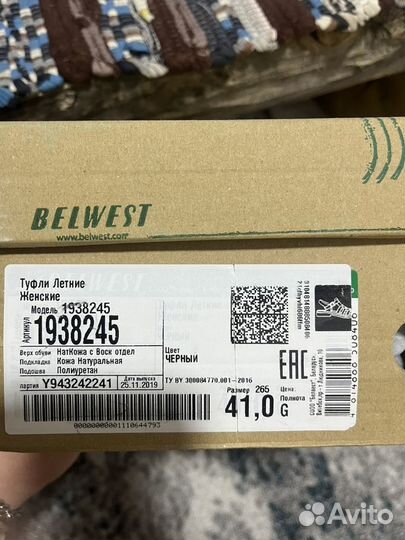 BELWEST
www.belwest.com
Туфли Летние
Женские
Модель 1938245
Артикул 1938245
Верх обуви НатКожа с Воск отдел
Подкладка Кожа Натуральная
Подошва Полиуретан
Цвет
ЧЕРНЫЙ
партия Y943242241
Дата выпуска
25.11.2019
ТУ BY 300084770.001-2016
Размер 265
41,0
Цена
Полнота
G
EAC
00000008001110644793
Avito